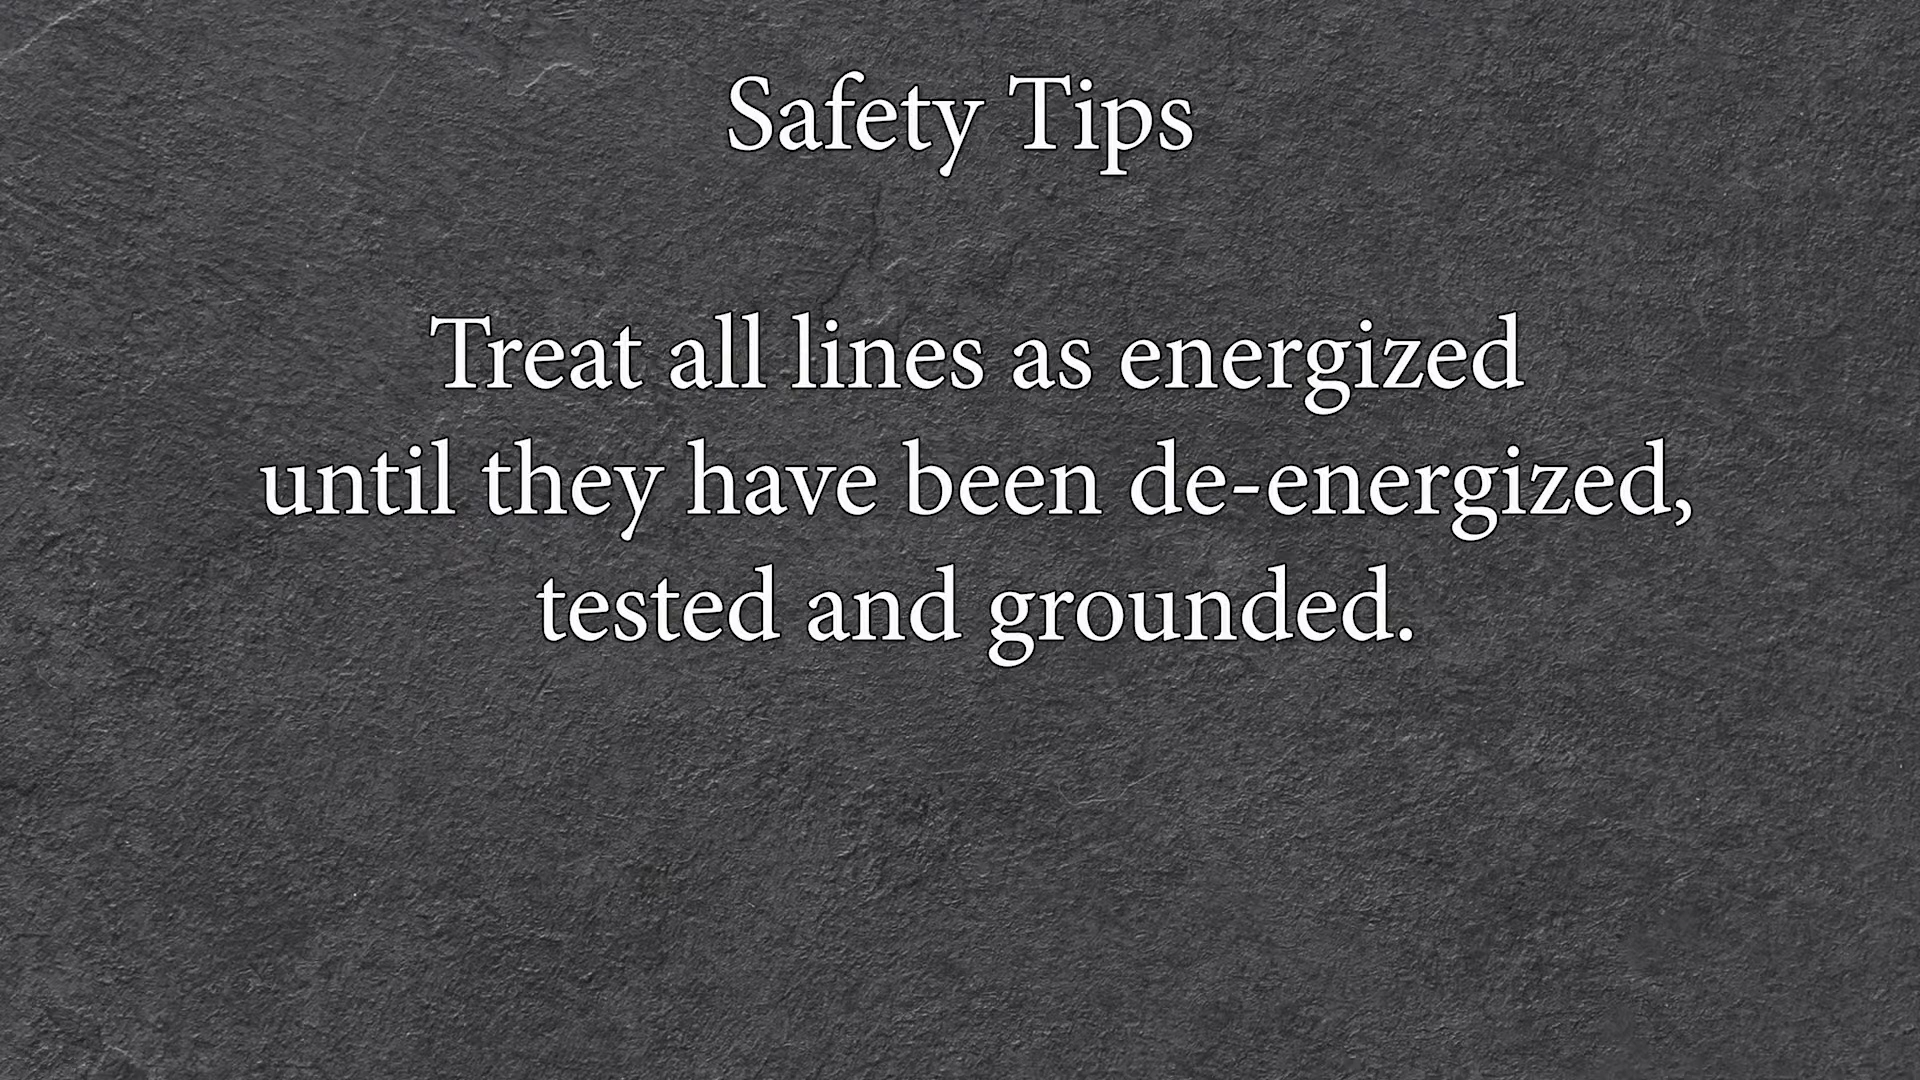 Safety Tips
Treat all lines as energized
until they have been de-energized,
tested and grounded.